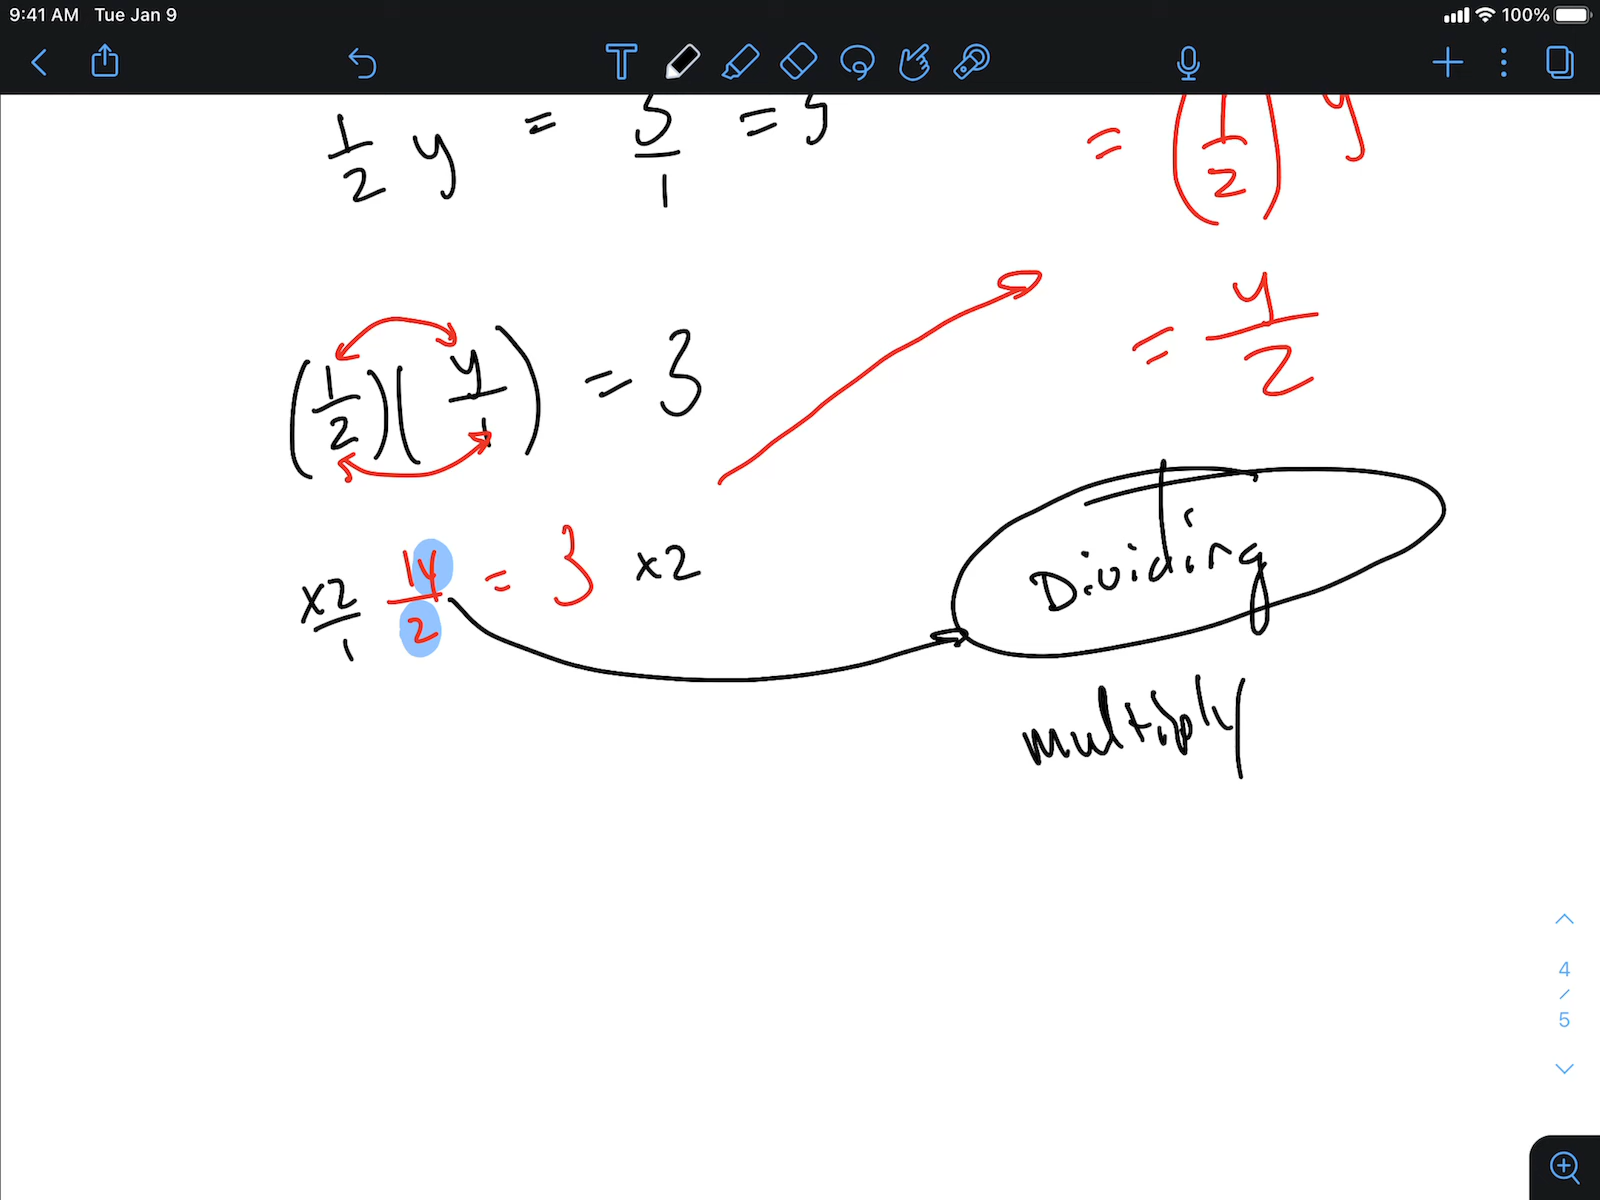 9:41 AM Tue Jan 9 100%
1/2 y = 3/1 = 3
= (1/2) y
= y/2
(1/2)(y/1) = 3
x2/1 1y/2 = 3 x2
Dividing
multiply
4
/
5